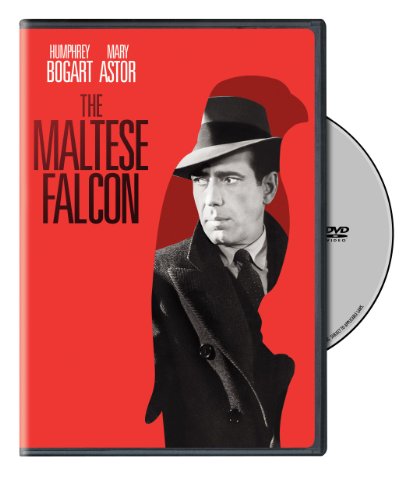 HUMPHREY MARY
BOGART ASTOR
THE
MALTESE
FALCON
DVD
VIDEO